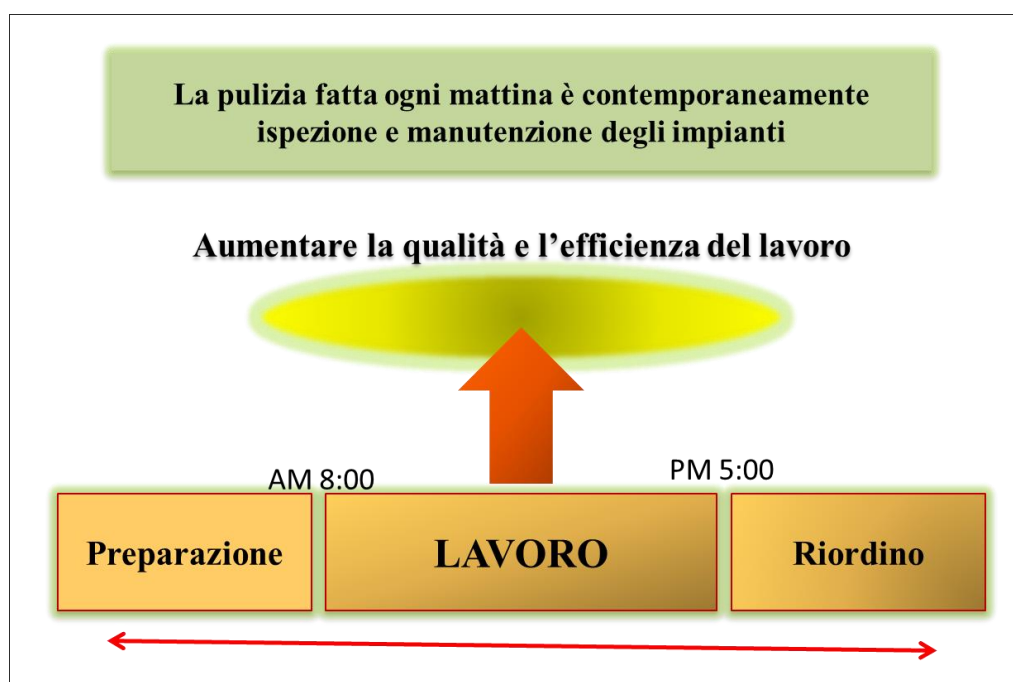 La pulizia fatta ogni mattina è contemporaneamente
ispezione e manutenzione degli impianti
Aumentare la qualità e l’efficienza del lavoro
AM 8:00
PM 5:00
Preparazione
LAVORO
Riordino